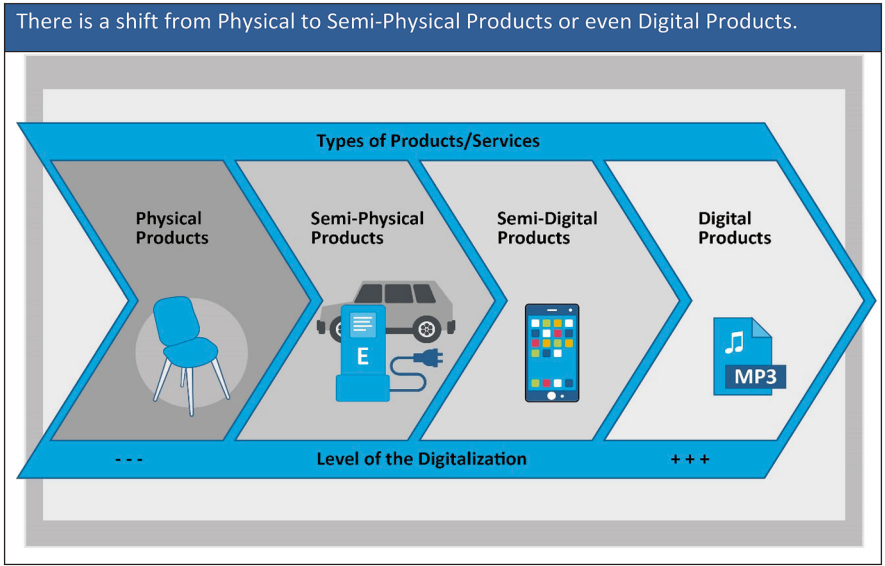 There is a shift from Physical to Semi-Physical Products or even Digital Products.
Types of Products/Services
Physical
Products
Semi-Physical
Products
Semi-Digital
Products
Digital
Products
E
MP3
- - -
Level of the Digitalization
+ + +